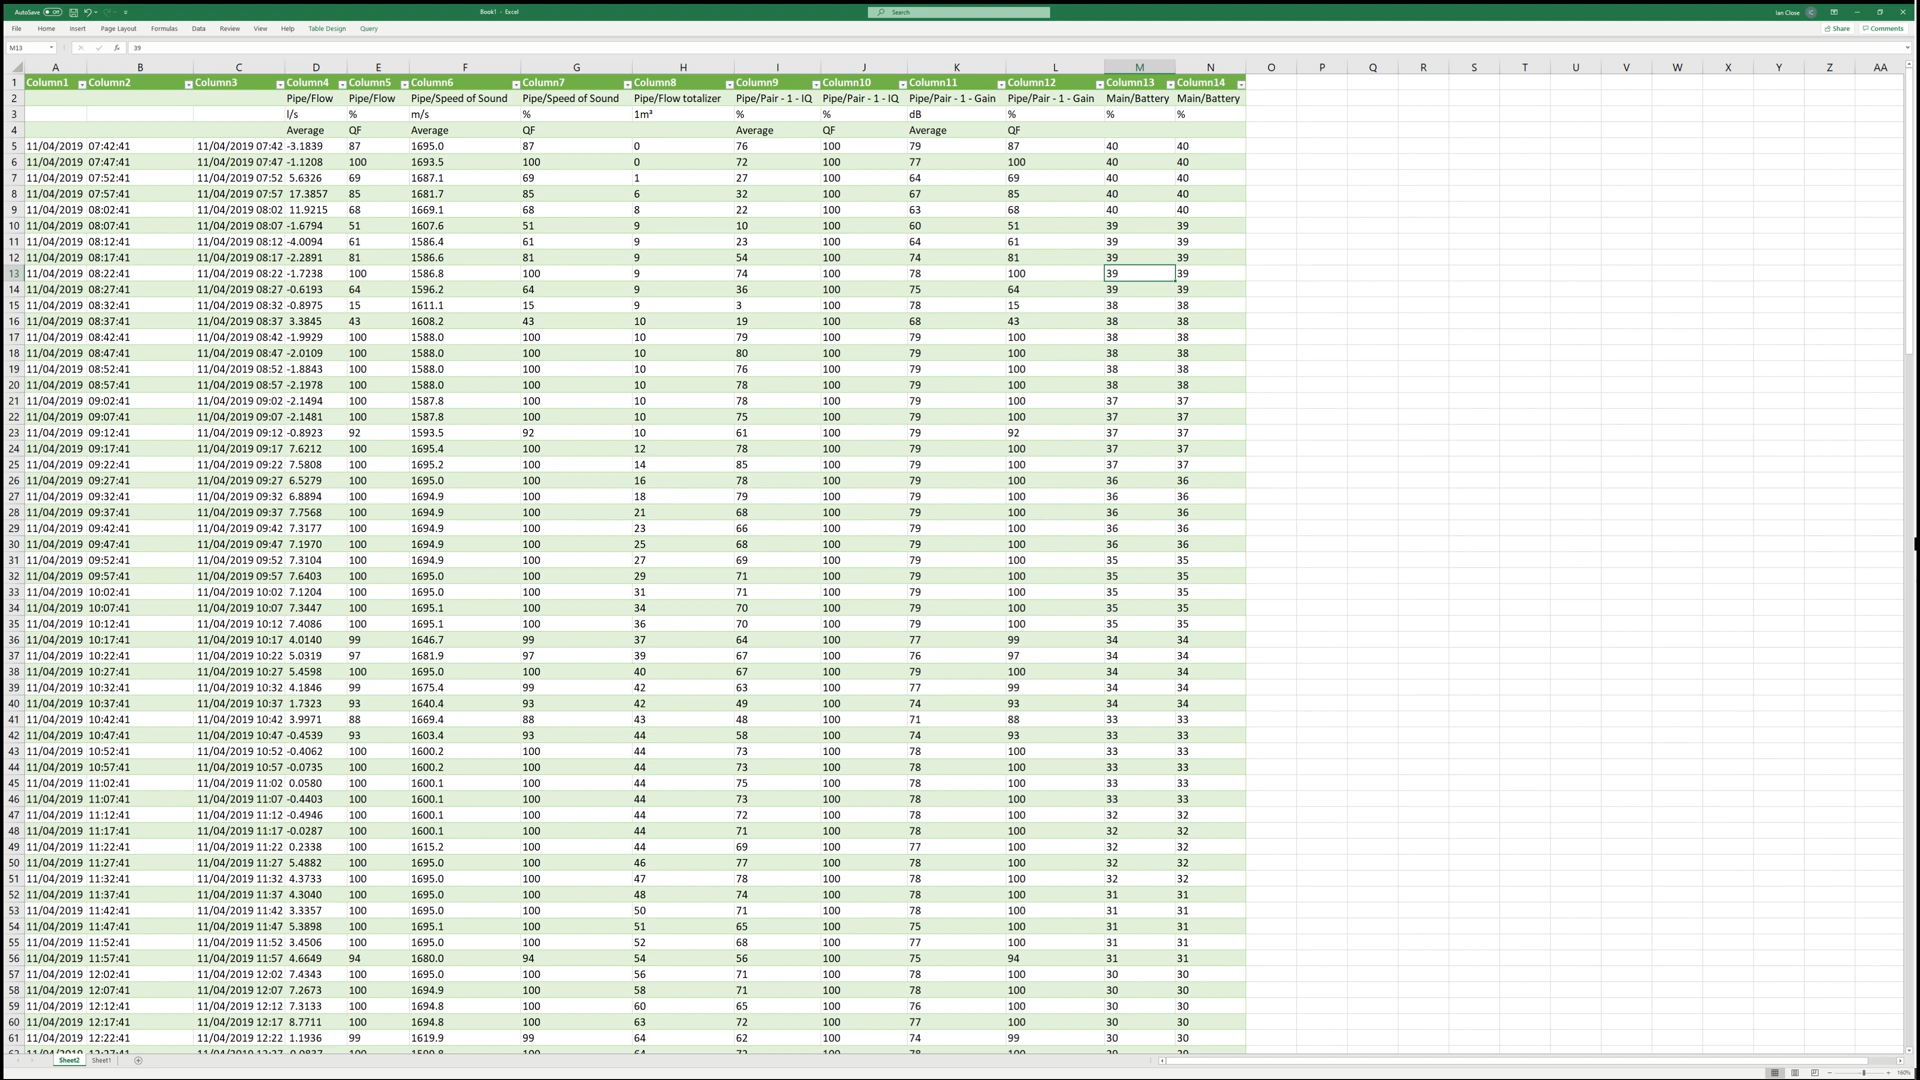 AutoSave Off Book1 - Excel Search Ian Close IC
File Home Insert Page Layout Formulas Data Review View Help Table Design Query Share Comments
M13 fx 39
A B C D E F G H I J K L M N O P Q R S T U V W X Y Z AA
1 Column1 Column2 Column3 Column4 Column5 Column6 Column7 Column8 Column9 Column10 Column11 Column12 Column13 Column14
2 Pipe/Flow Pipe/Flow Pipe/Speed of Sound Pipe/Speed of Sound Pipe/Flow totalizer Pipe/Pair - 1 - IQ Pipe/Pair - 1 - IQ Pipe/Pair - 1 - Gain Pipe/Pair - 1 - Gain Main/Battery Main/Battery
3 l/s % m/s % 1m³ % % dB % % %
4 Average QF Average QF Average QF Average QF
5 11/04/2019 07:42:41 11/04/2019 07:42 -3.1839 87 1695.0 87 0 76 100 79 87 40 40
6 11/04/2019 07:47:41 11/04/2019 07:47 -1.1208 100 1693.5 100 0 72 100 77 100 40 40
7 11/04/2019 07:52:41 11/04/2019 07:52 5.6326 69 1687.1 69 1 27 100 64 69 40 40
8 11/04/2019 07:57:41 11/04/2019 07:57 17.3857 85 1681.7 85 6 32 100 67 85 40 40
9 11/04/2019 08:02:41 11/04/2019 08:02 11.9215 68 1669.1 68 8 22 100 63 68 40 40
10 11/04/2019 08:07:41 11/04/2019 08:07 -1.6794 51 1607.6 51 9 10 100 60 51 39 39
11 11/04/2019 08:12:41 11/04/2019 08:12 -4.0094 61 1586.4 61 9 23 100 64 61 39 39
12 11/04/2019 08:17:41 11/04/2019 08:17 -2.2891 81 1586.6 81 9 54 100 74 81 39 39
13 11/04/2019 08:22:41 11/04/2019 08:22 -1.7238 100 1586.8 100 9 74 100 78 100 39 39
14 11/04/2019 08:27:41 11/04/2019 08:27 -0.6193 64 1596.2 64 9 36 100 75 64 39 39
15 11/04/2019 08:32:41 11/04/2019 08:32 -0.8975 15 1611.1 15 9 3 100 78 15 38 38
16 11/04/2019 08:37:41 11/04/2019 08:37 3.3845 43 1608.2 43 10 19 100 68 43 38 38
17 11/04/2019 08:42:41 11/04/2019 08:42 -1.9929 100 1588.0 100 10 79 100 79 100 38 38
18 11/04/2019 08:47:41 11/04/2019 08:47 -2.0109 100 1588.0 100 10 80 100 79 100 38 38
19 11/04/2019 08:52:41 11/04/2019 08:52 -1.8843 100 1588.0 100 10 76 100 79 100 38 38
20 11/04/2019 08:57:41 11/04/2019 08:57 -2.1978 100 1588.0 100 10 78 100 79 100 38 38
21 11/04/2019 09:02:41 11/04/2019 09:02 -2.1494 100 1587.8 100 10 78 100 79 100 37 37
22 11/04/2019 09:07:41 11/04/2019 09:07 -2.1481 100 1587.8 100 10 75 100 79 100 37 37
23 11/04/2019 09:12:41 11/04/2019 09:12 -0.8923 92 1593.5 92 10 61 100 79 92 37 37
24 11/04/2019 09:17:41 11/04/2019 09:17 7.6212 100 1695.4 100 12 78 100 79 100 37 37
25 11/04/2019 09:22:41 11/04/2019 09:22 7.5808 100 1695.2 100 14 85 100 79 100 37 37
26 11/04/2019 09:27:41 11/04/2019 09:27 6.5279 100 1695.0 100 16 78 100 79 100 36 36
27 11/04/2019 09:32:41 11/04/2019 09:32 6.8894 100 1694.9 100 18 79 100 79 100 36 36
28 11/04/2019 09:37:41 11/04/2019 09:37 7.7568 100 1694.9 100 21 68 100 79 100 36 36
29 11/04/2019 09:42:41 11/04/2019 09:42 7.3177 100 1694.9 100 23 66 100 79 100 36 36
30 11/04/2019 09:47:41 11/04/2019 09:47 7.1970 100 1694.9 100 25 68 100 79 100 36 36
31 11/04/2019 09:52:41 11/04/2019 09:52 7.3104 100 1694.9 100 27 69 100 79 100 35 35
32 11/04/2019 09:57:41 11/04/2019 09:57 7.6403 100 1695.0 100 29 71 100 79 100 35 35
33 11/04/2019 10:02:41 11/04/2019 10:02 7.1204 100 1695.0 100 31 71 100 79 100 35 35
34 11/04/2019 10:07:41 11/04/2019 10:07 7.3447 100 1695.1 100 34 70 100 79 100 35 35
35 11/04/2019 10:12:41 11/04/2019 10:12 7.4086 100 1695.1 100 36 70 100 79 100 35 35
36 11/04/2019 10:17:41 11/04/2019 10:17 4.0140 99 1646.7 99 37 64 100 77 99 34 34
37 11/04/2019 10:22:41 11/04/2019 10:22 5.0319 97 1681.9 97 39 67 100 76 97 34 34
38 11/04/2019 10:27:41 11/04/2019 10:27 5.4598 100 1695.0 100 40 67 100 79 100 34 34
39 11/04/2019 10:32:41 11/04/2019 10:32 4.1846 99 1675.4 99 42 63 100 77 99 34 34
40 11/04/2019 10:37:41 11/04/2019 10:37 1.7323 93 1640.4 93 42 49 100 74 93 34 34
41 11/04/2019 10:42:41 11/04/2019 10:42 3.9971 88 1669.4 88 43 48 100 71 88 33 33
42 11/04/2019 10:47:41 11/04/2019 10:47 -0.4539 93 1603.4 93 44 58 100 74 93 33 33
43 11/04/2019 10:52:41 11/04/2019 10:52 -0.4062 100 1600.2 100 44 73 100 78 100 33 33
44 11/04/2019 10:57:41 11/04/2019 10:57 -0.0735 100 1600.2 100 44 73 100 78 100 33 33
45 11/04/2019 11:02:41 11/04/2019 11:02 0.0580 100 1600.1 100 44 75 100 78 100 33 33
46 11/04/2019 11:07:41 11/04/2019 11:07 -0.4403 100 1600.1 100 44 73 100 78 100 33 33
47 11/04/2019 11:12:41 11/04/2019 11:12 -0.4946 100 1600.1 100 44 72 100 78 100 32 32
48 11/04/2019 11:17:41 11/04/2019 11:17 -0.0287 100 1600.1 100 44 71 100 78 100 32 32
49 11/04/2019 11:22:41 11/04/2019 11:22 0.2338 100 1615.2 100 44 69 100 77 100 32 32
50 11/04/2019 11:27:41 11/04/2019 11:27 5.4882 100 1695.0 100 46 77 100 78 100 32 32
51 11/04/2019 11:32:41 11/04/2019 11:32 4.3733 100 1695.0 100 47 78 100 78 100 32 32
52 11/04/2019 11:37:41 11/04/2019 11:37 4.3040 100 1695.0 100 48 74 100 78 100 31 31
53 11/04/2019 11:42:41 11/04/2019 11:42 3.3357 100 1695.0 100 50 71 100 78 100 31 31
54 11/04/2019 11:47:41 11/04/2019 11:47 5.3898 100 1695.1 100 51 65 100 75 100 31 31
55 11/04/2019 11:52:41 11/04/2019 11:52 3.4506 100 1695.0 100 52 68 100 77 100 31 31
56 11/04/2019 11:57:41 11/04/2019 11:57 4.6649 94 1680.0 94 54 56 100 75 94 31 31
57 11/04/2019 12:02:41 11/04/2019 12:02 7.4343 100 1695.0 100 56 71 100 78 100 30 30
58 11/04/2019 12:07:41 11/04/2019 12:07 7.2673 100 1694.9 100 58 71 100 78 100 30 30
59 11/04/2019 12:12:41 11/04/2019 12:12 7.3133 100 1694.8 100 60 65 100 76 100 30 30
60 11/04/2019 12:17:41 11/04/2019 12:17 8.7711 100 1694.8 100 63 72 100 77 100 30 30
61 11/04/2019 12:22:41 11/04/2019 12:22 1.1936 99 1619.9 99 64 62 100 74 99 30 30
Sheet2 Sheet1
160%